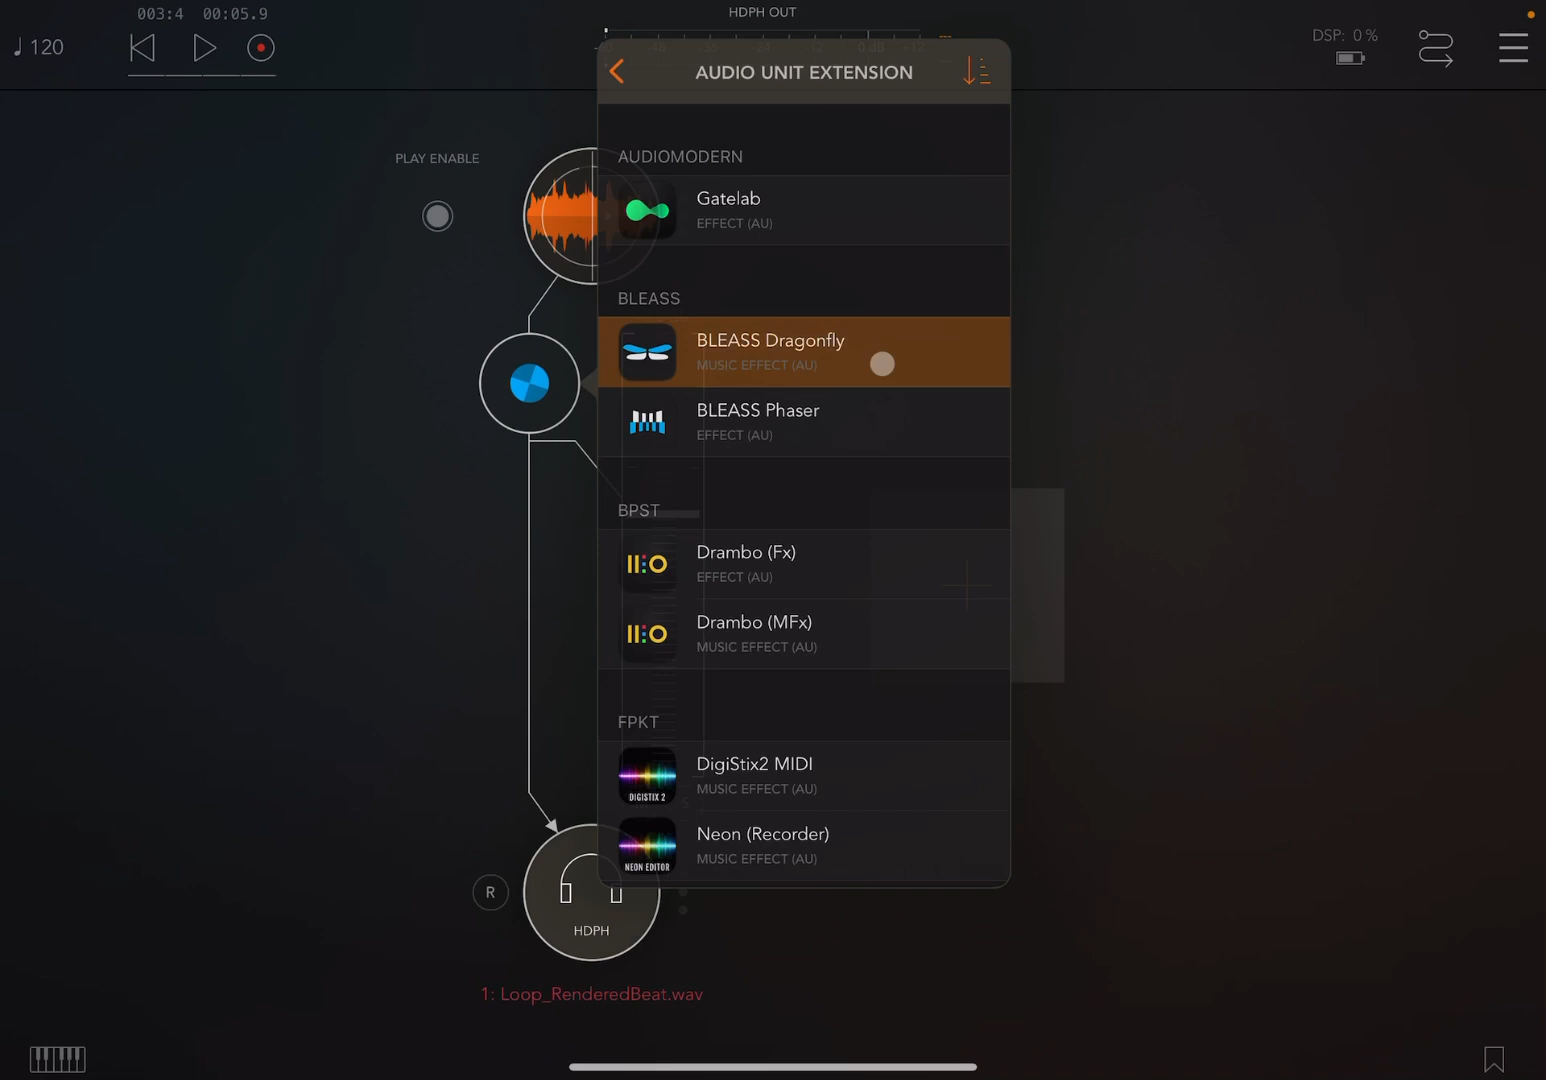 003:4 00:05.9
HDPH OUT
♩ 120
DSP: 0 %
AUDIO UNIT EXTENSION
PLAY ENABLE
AUDIOMODERN
Gatelab
EFFECT (AU)
BLEASS
BLEASS Dragonfly
MUSIC EFFECT (AU)
BLEASS Phaser
EFFECT (AU)
BPST
Drambo (Fx)
EFFECT (AU)
Drambo (MFx)
MUSIC EFFECT (AU)
FPKT
DigiStix2 MIDI
MUSIC EFFECT (AU)
DIGISTIX 2
Neon (Recorder)
MUSIC EFFECT (AU)
NEON EDITOR
R
HDPH
1: Loop_RenderedBeat.wav